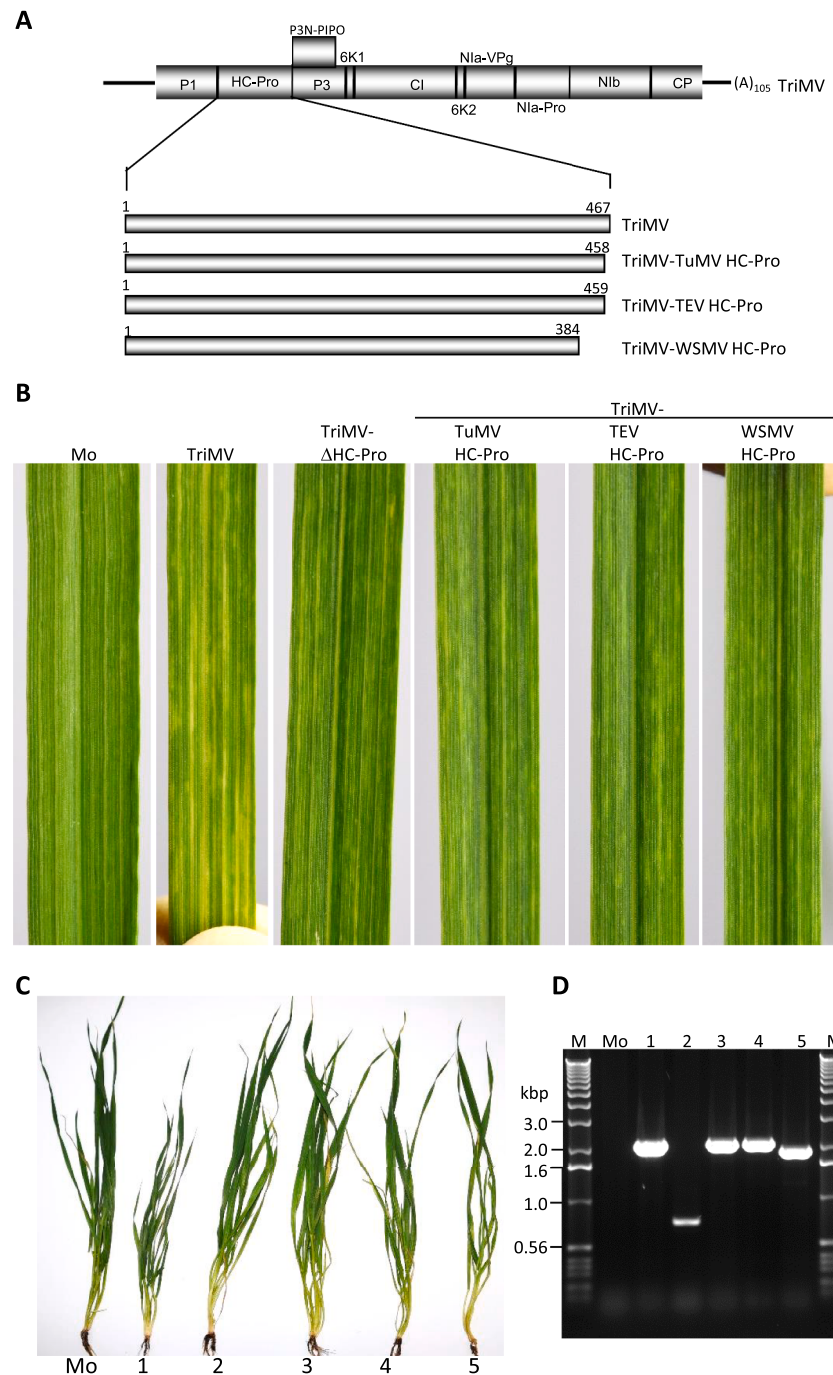 A
P3N-PIPO
6K1
NIa-VPg
P1 HC-Pro P3 CI NIb CP (A)105 TriMV
6K2 NIa-Pro
1 467
TriMV
1 458
TriMV-TuMV HC-Pro
1 459
TriMV-TEV HC-Pro
1 384
TriMV-WSMV HC-Pro
B
TriMV-
Mo TriMV TriMV- TuMV TEV WSMV
ΔHC-Pro HC-Pro HC-Pro HC-Pro
C
Mo 1 2 3 4 5
D
M Mo 1 2 3 4 5 M
kbp
3.0
2.0
1.6
1.0
0.56